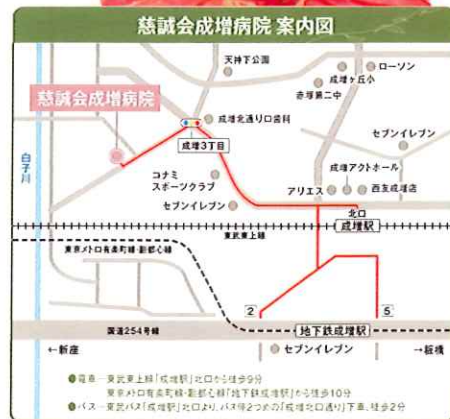 慈誠会成増病院 案内図
天神下公園
成増ヶ丘小
ローソン
赤塚第二中
慈誠会成増病院
成増北通り口歯科
成増3丁目
セブンイレブン
白子川
コナミ
スポーツクラブ
成増アクトホール
アリエス
西友成増店
セブンイレブン
北口
成増駅
東武東上線
東京メトロ有楽町線・副都心線
2
5
国道254号線
地下鉄成増駅
←新座
セブンイレブン
→板橋
●電車－東武東上線「成増駅」北口から徒歩9分
東京メトロ有楽町線・副都心線「地下鉄成増駅」から徒歩10分
●バス－東武バス「成増駅」北口より、バス停2つめの「成増北口通り」下車、徒歩2分